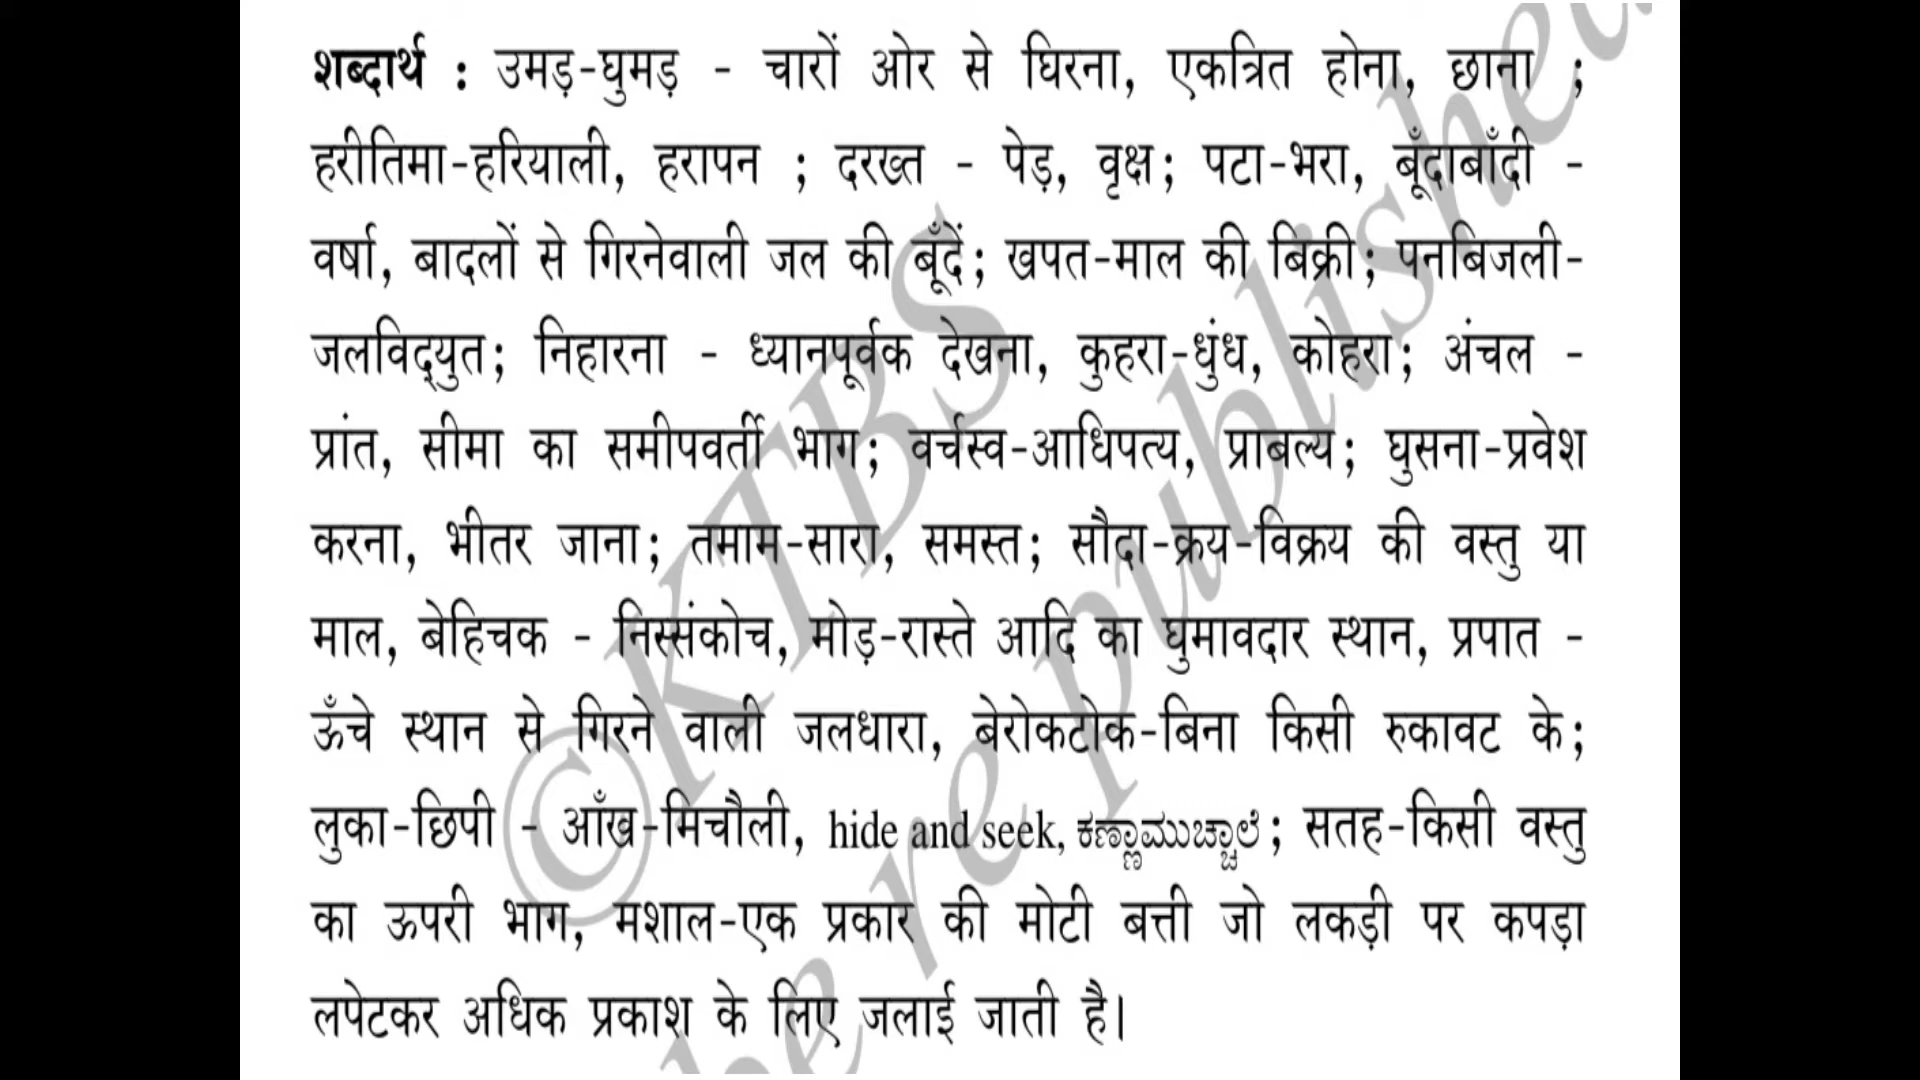 शब्दार्थ : उमड़-घुमड़ - चारों ओर से घिरना, एकत्रित होना, छाना ;
हरीतिमा-हरियाली, हरापन ; दरख्त - पेड़, वृक्ष; पटा-भरा, बूँदाबाँदी -
वर्षा, बादलों से गिरनेवाली जल की बूँदें; खपत-माल की बिक्री; पनबिजली-
जलविद्‌युत; निहारना - ध्यानपूर्वक देखना, कुहरा-धुंध, कोहरा; अंचल -
प्रांत, सीमा का समीपवर्ती भाग; वर्चस्व-आधिपत्य, प्राबल्य; घुसना-प्रवेश
करना, भीतर जाना; तमाम-सारा, समस्त; सौदा-क्रय-विक्रय की वस्तु या
माल, बेहिचक - निस्संकोच, मोड़-रास्ते आदि का घुमावदार स्थान, प्रपात -
ऊँचे स्थान से गिरने वाली जलधारा, बेरोकटोक-बिना किसी रुकावट के;
लुका-छिपी - आँख-मिचौली, hide and seek, ಕಣ್ಣಾಮುಚ್ಚಾಲೆ; सतह-किसी वस्तु
का ऊपरी भाग, मशाल-एक प्रकार की मोटी बत्ती जो लकड़ी पर कपड़ा
लपेटकर अधिक प्रकाश के लिए जलाई जाती है।
©KTBS
be republished